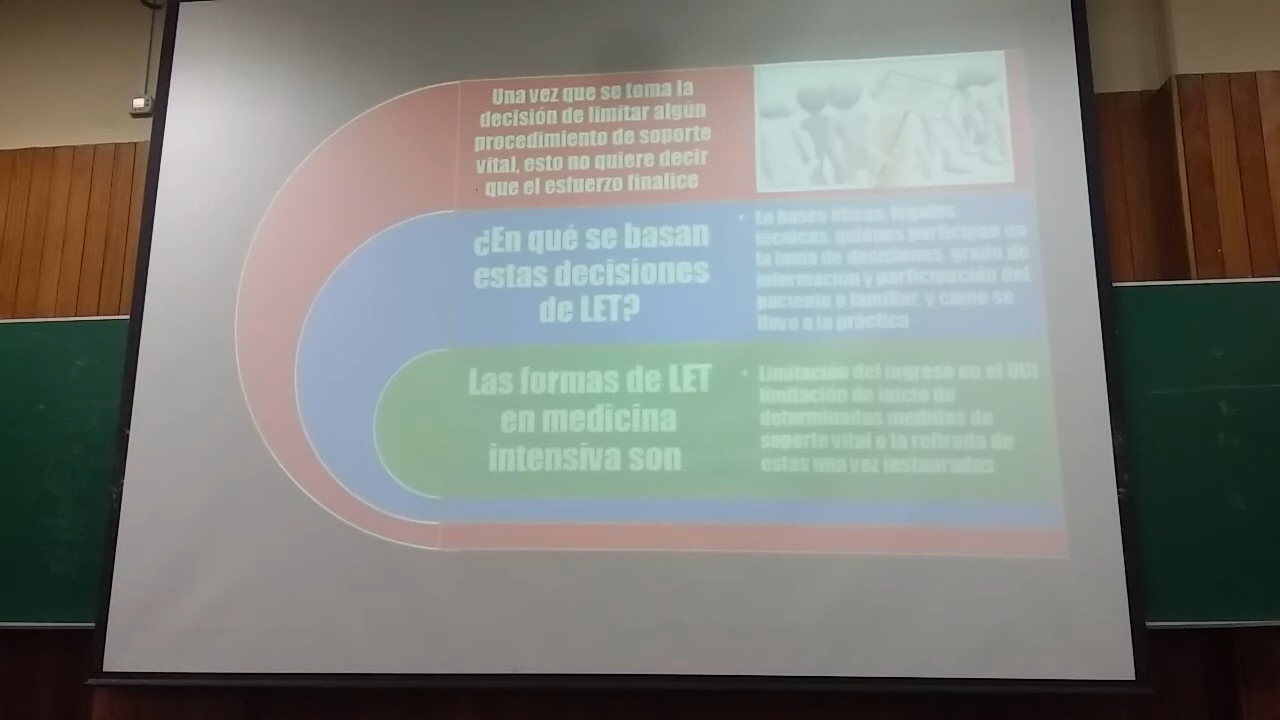 Una vez que se toma la
decisión de limitar algún
procedimiento de soporte
vital, esto no quiere decir
que el esfuerzo finalice
¿En qué se basan
estas decisiones
de LET?
• En bases éticas, legales,
técnicas, quiénes participan en
la toma de decisiones, grado de
información y participación del
paciente o familiar, y como se
lleva a la práctica
Las formas de LET
en medicina
intensiva son
• Limitación del ingreso en el UCI
limitación de inicio de
determinadas medidas de
soporte vital o la retirada de
estas una vez instauradas